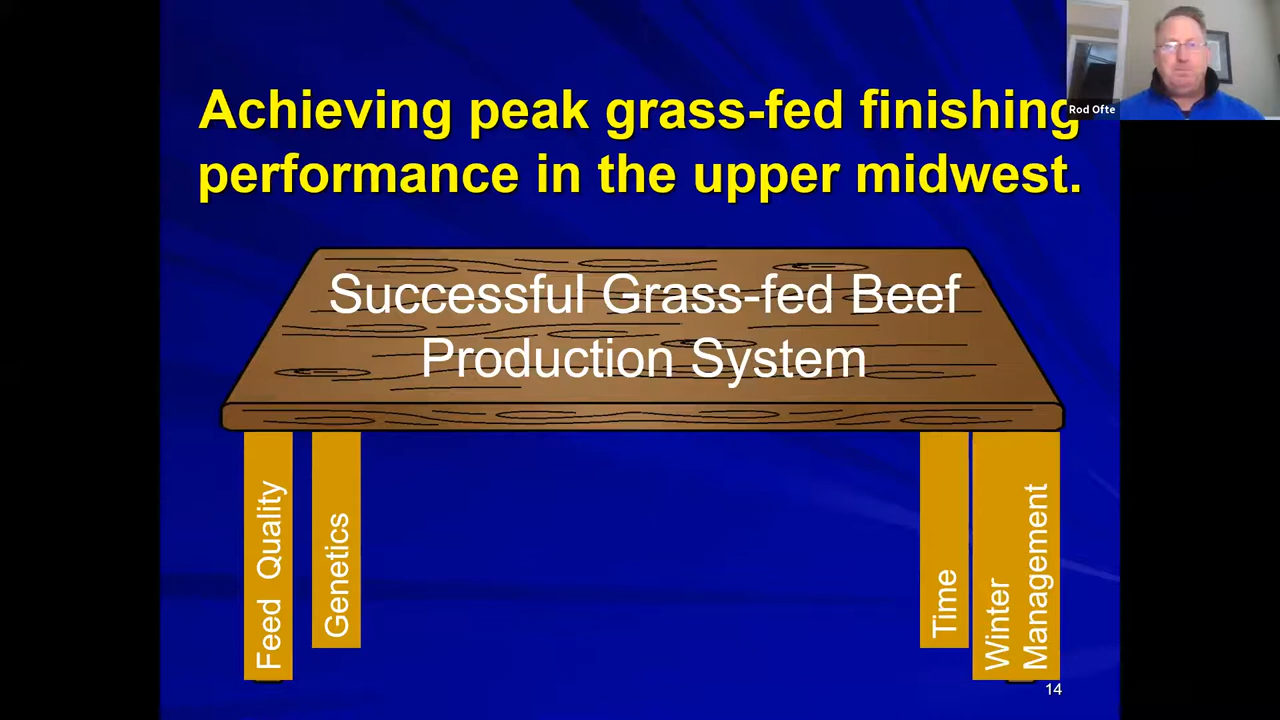 Achieving peak grass-fed finishing
performance in the upper midwest.
Rod Ofte
Successful Grass-fed Beef
Production System
Feed Quality
Genetics
Time
Winter
Management
14